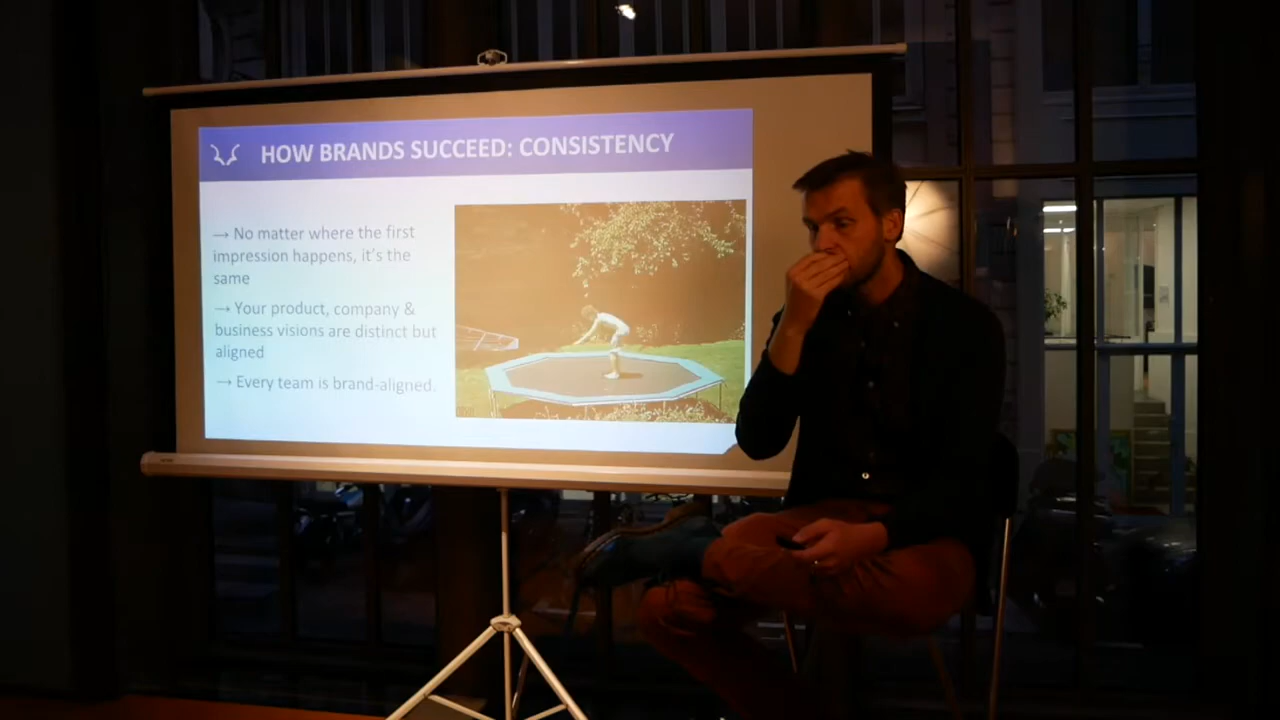 HOW BRANDS SUCCEED: CONSISTENCY
→ No matter where the first
impression happens, it's the
same
→ Your product, company &
business visions are distinct but
aligned
→ Every team is brand-aligned.